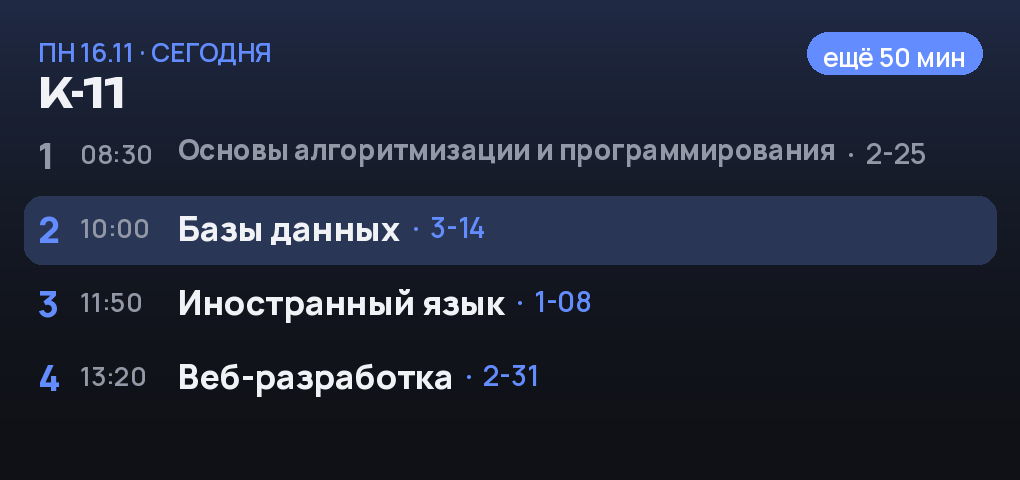 ПН 16.11 · СЕГОДНЯ
ещё 50 мин
К-11
1 08:30 Основы алгоритмизации и программирования · 2-25
2 10:00 Базы данных · 3-14
3 11:50 Иностранный язык · 1-08
4 13:20 Веб-разработка · 2-31